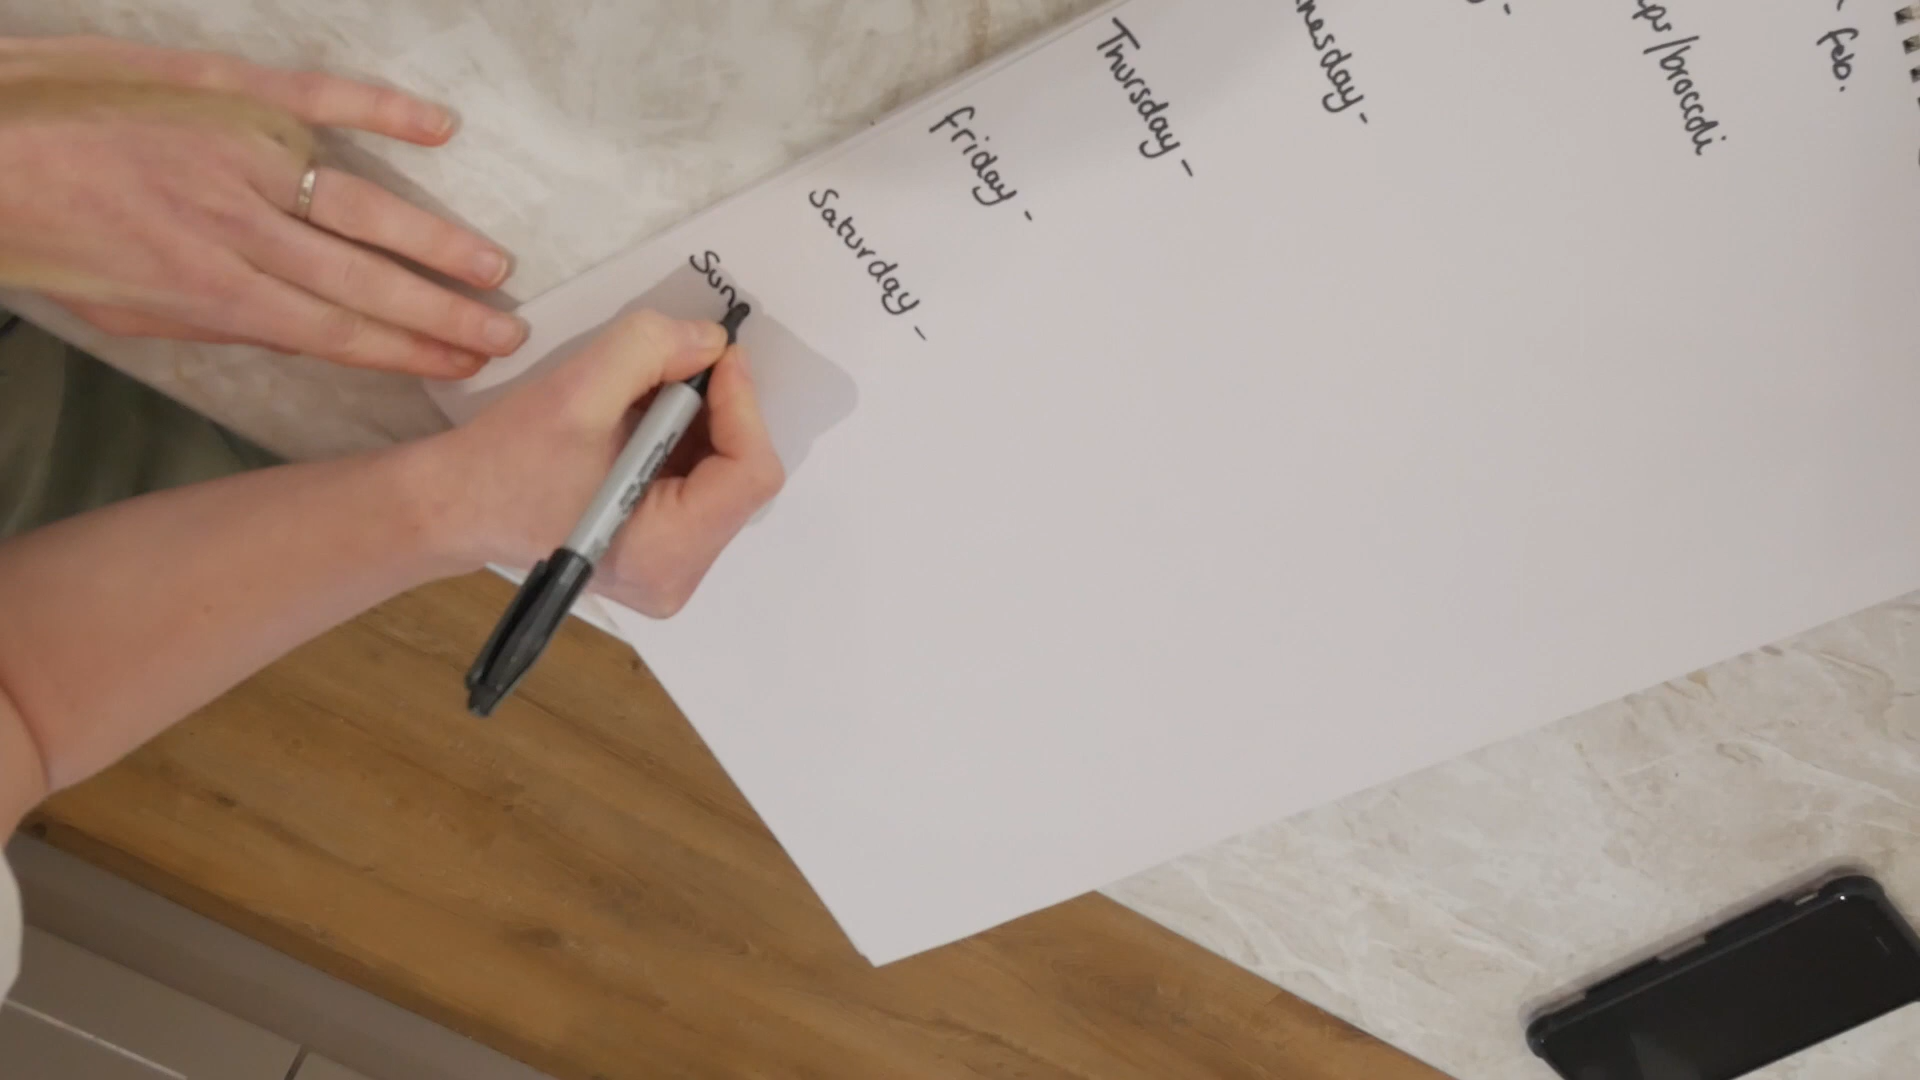 Feb.
ps/broccoli
nesday-
Thursday-
Friday -
Saturday -
Sun